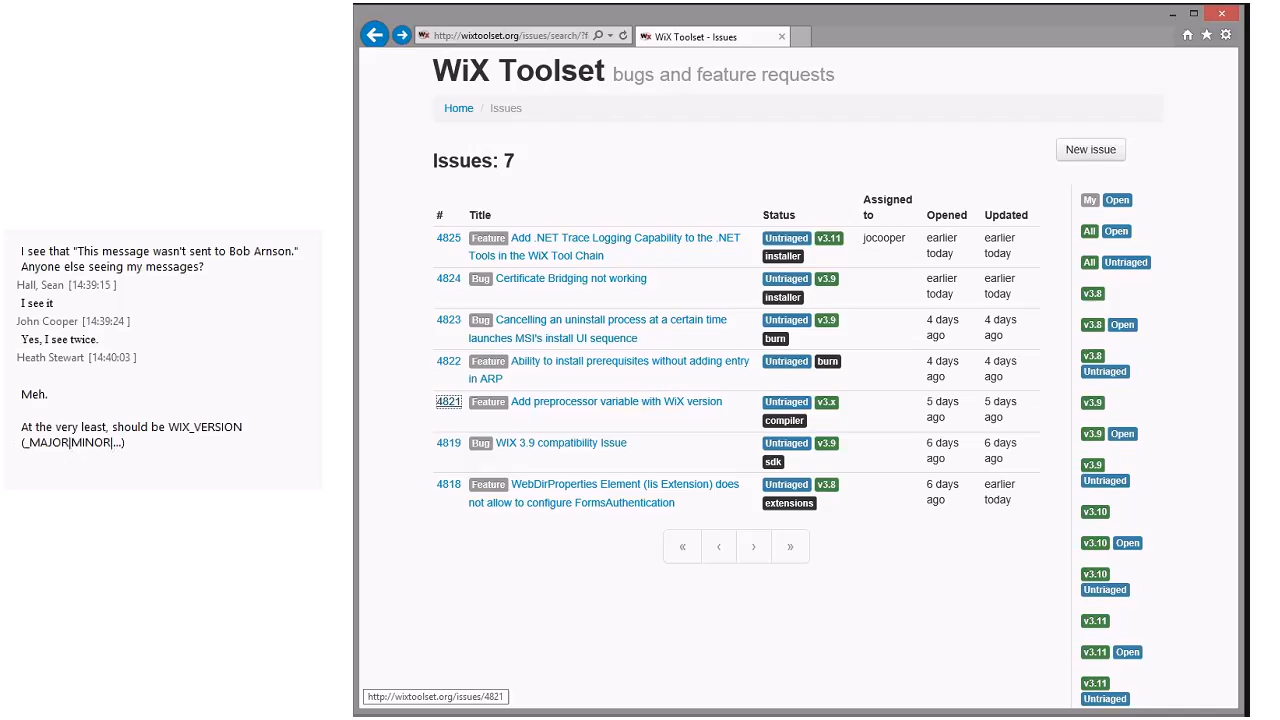 I see that "This message wasn't sent to Bob Arnson."
Anyone else seeing my messages?
Hall, Sean [14:39:15 ]
I see it
John Cooper [14:39:24 ]
Yes, I see twice.
Heath Stewart [14:40:03 ]
Meh.
At the very least, should be WIX_VERSION
(_MAJOR|MINOR|...)
http://wixtoolset.org/issues/search/?f
WiX Toolset - Issues
WiX Toolset bugs and feature requests
Home / Issues
Issues: 7
New issue
# Title Status Assigned to Opened Updated
4825 Feature Add .NET Trace Logging Capability to the .NET Untriaged v3.11 jocooper earlier earlier
Tools in the WiX Tool Chain installer today today
4824 Bug Certificate Bridging not working Untriaged v3.9 earlier earlier
installer today today
4823 Bug Cancelling an uninstall process at a certain time Untriaged v3.9 4 days 4 days
launches MSI's install UI sequence burn ago ago
4822 Feature Ability to install prerequisites without adding entry Untriaged burn 4 days 4 days
in ARP ago ago
4821 Feature Add preprocessor variable with WiX version Untriaged v3.x 5 days 5 days
compiler ago ago
4819 Bug WIX 3.9 compatibility Issue Untriaged v3.9 6 days 6 days
sdk ago ago
4818 Feature WebDirProperties Element (Iis Extension) does Untriaged v3.8 6 days earlier
not allow to configure FormsAuthentication extensions ago today
« ‹ › »
My Open
All Open
All Untriaged
v3.8
v3.8 Open
v3.8
Untriaged
v3.9
v3.9 Open
v3.9
Untriaged
v3.10
v3.10 Open
v3.10
Untriaged
v3.11
v3.11 Open
v3.11
Untriaged
http://wixtoolset.org/issues/4821